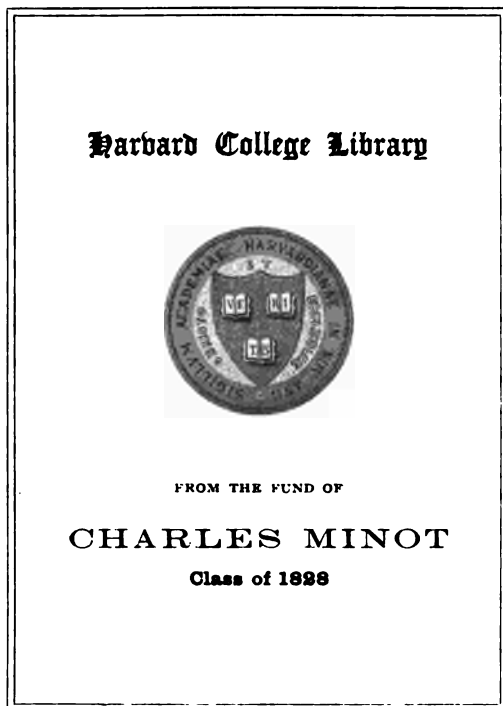 Harvard College Library
VE RI
TAS
FROM THE FUND OF
CHARLES MINOT
Class of 1828